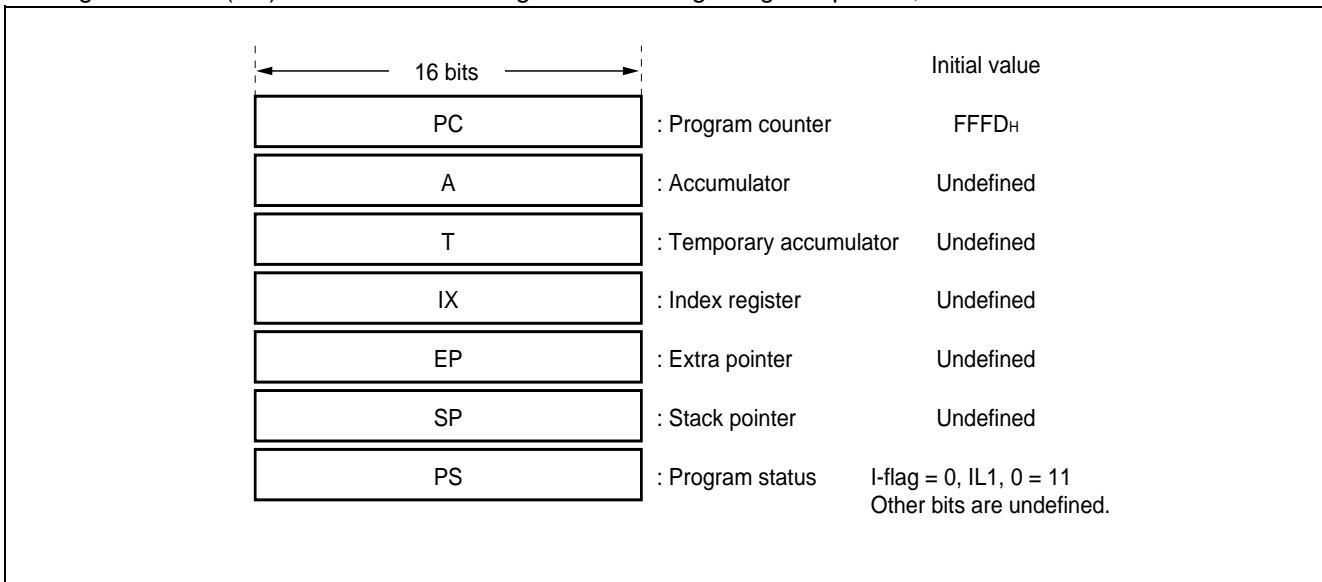 16 bits Initial value
PC : Program counter FFFDH
A : Accumulator Undefined
T : Temporary accumulator Undefined
IX : Index register Undefined
EP : Extra pointer Undefined
SP : Stack pointer Undefined
PS : Program status I-flag = 0, IL1, 0 = 11
Other bits are undefined.